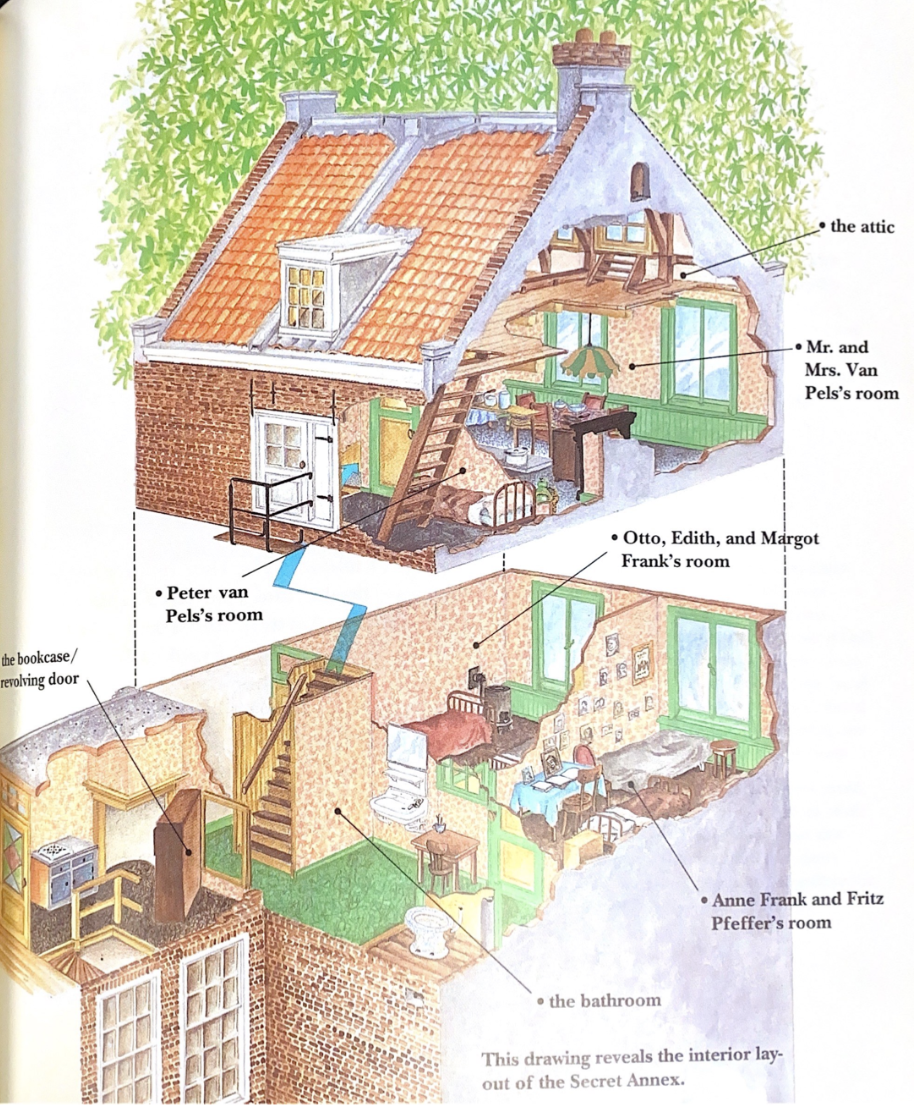 • the attic
• Mr. and
Mrs. Van
Pels's room
• Otto, Edith, and Margot
Frank's room
• Peter van
Pels's room
the bookcase/
revolving door
• Anne Frank and Fritz
Pfeffer's room
• the bathroom
This drawing reveals the interior lay-
out of the Secret Annex.